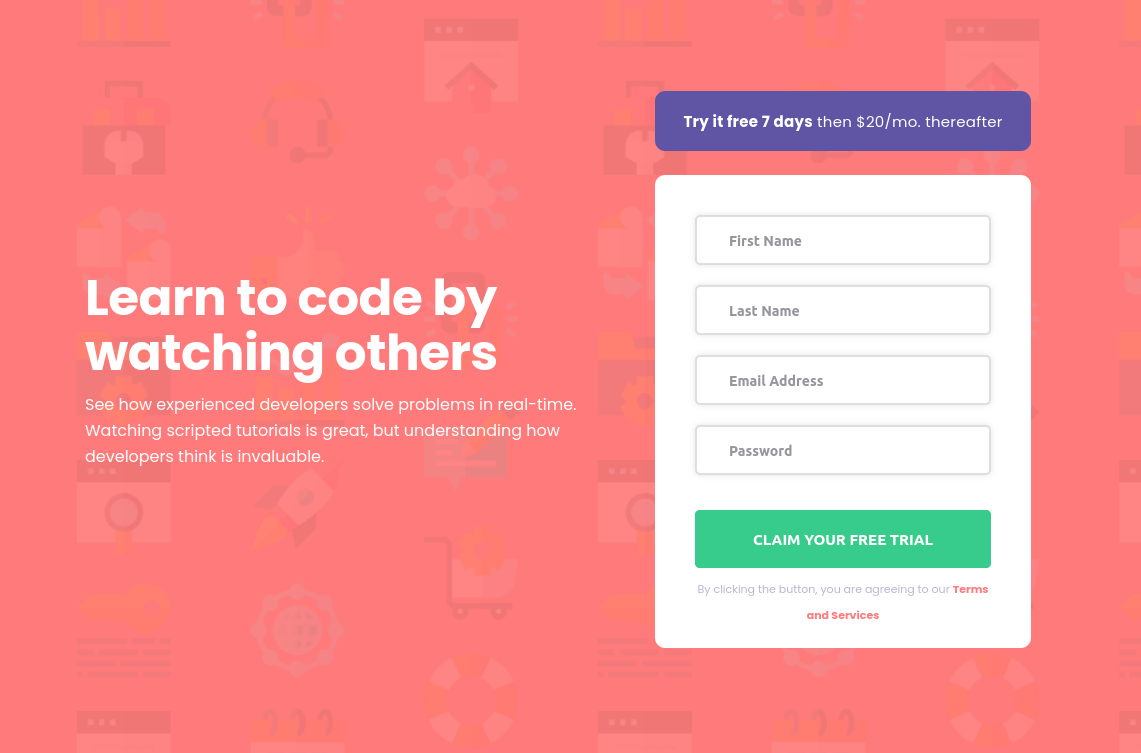 Learn to code by
watching others
See how experienced developers solve problems in real-time.
Watching scripted tutorials is great, but understanding how
developers think is invaluable.
Try it free 7 days then $20/mo. thereafter
First Name
Last Name
Email Address
Password
CLAIM YOUR FREE TRIAL
By clicking the button, you are agreeing to our Terms
and Services